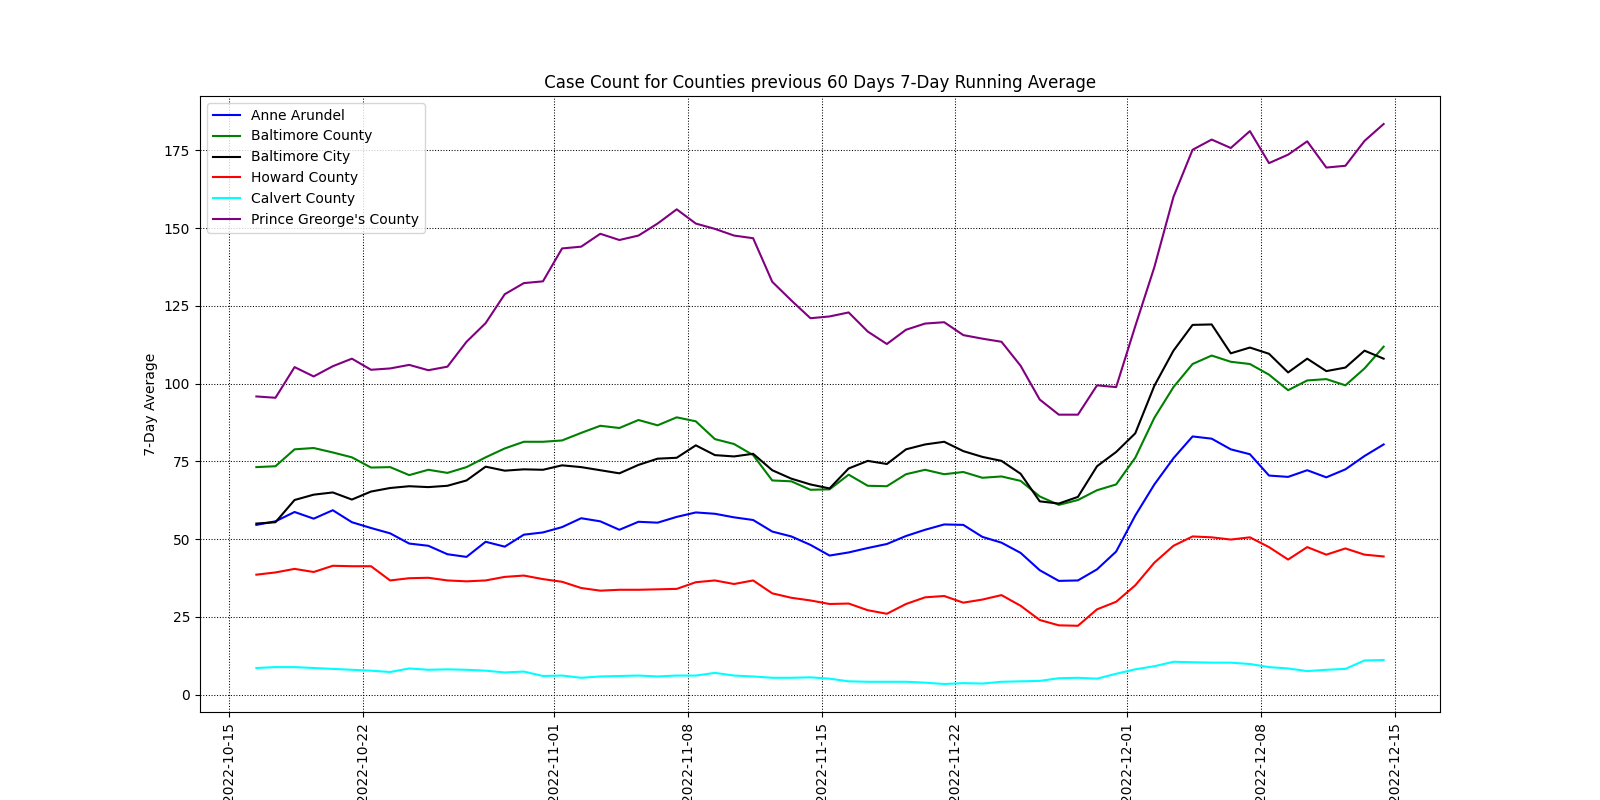 Case Count for Counties previous 60 Days 7-Day Running Average
Anne Arundel
Baltimore County
Baltimore City
Howard County
Calvert County
Prince Greorge's County
7-Day Average
175
150
125
100
75
50
25
0
2022-10-15
2022-10-22
2022-11-01
2022-11-08
2022-11-15
2022-11-22
2022-12-01
2022-12-08
2022-12-15